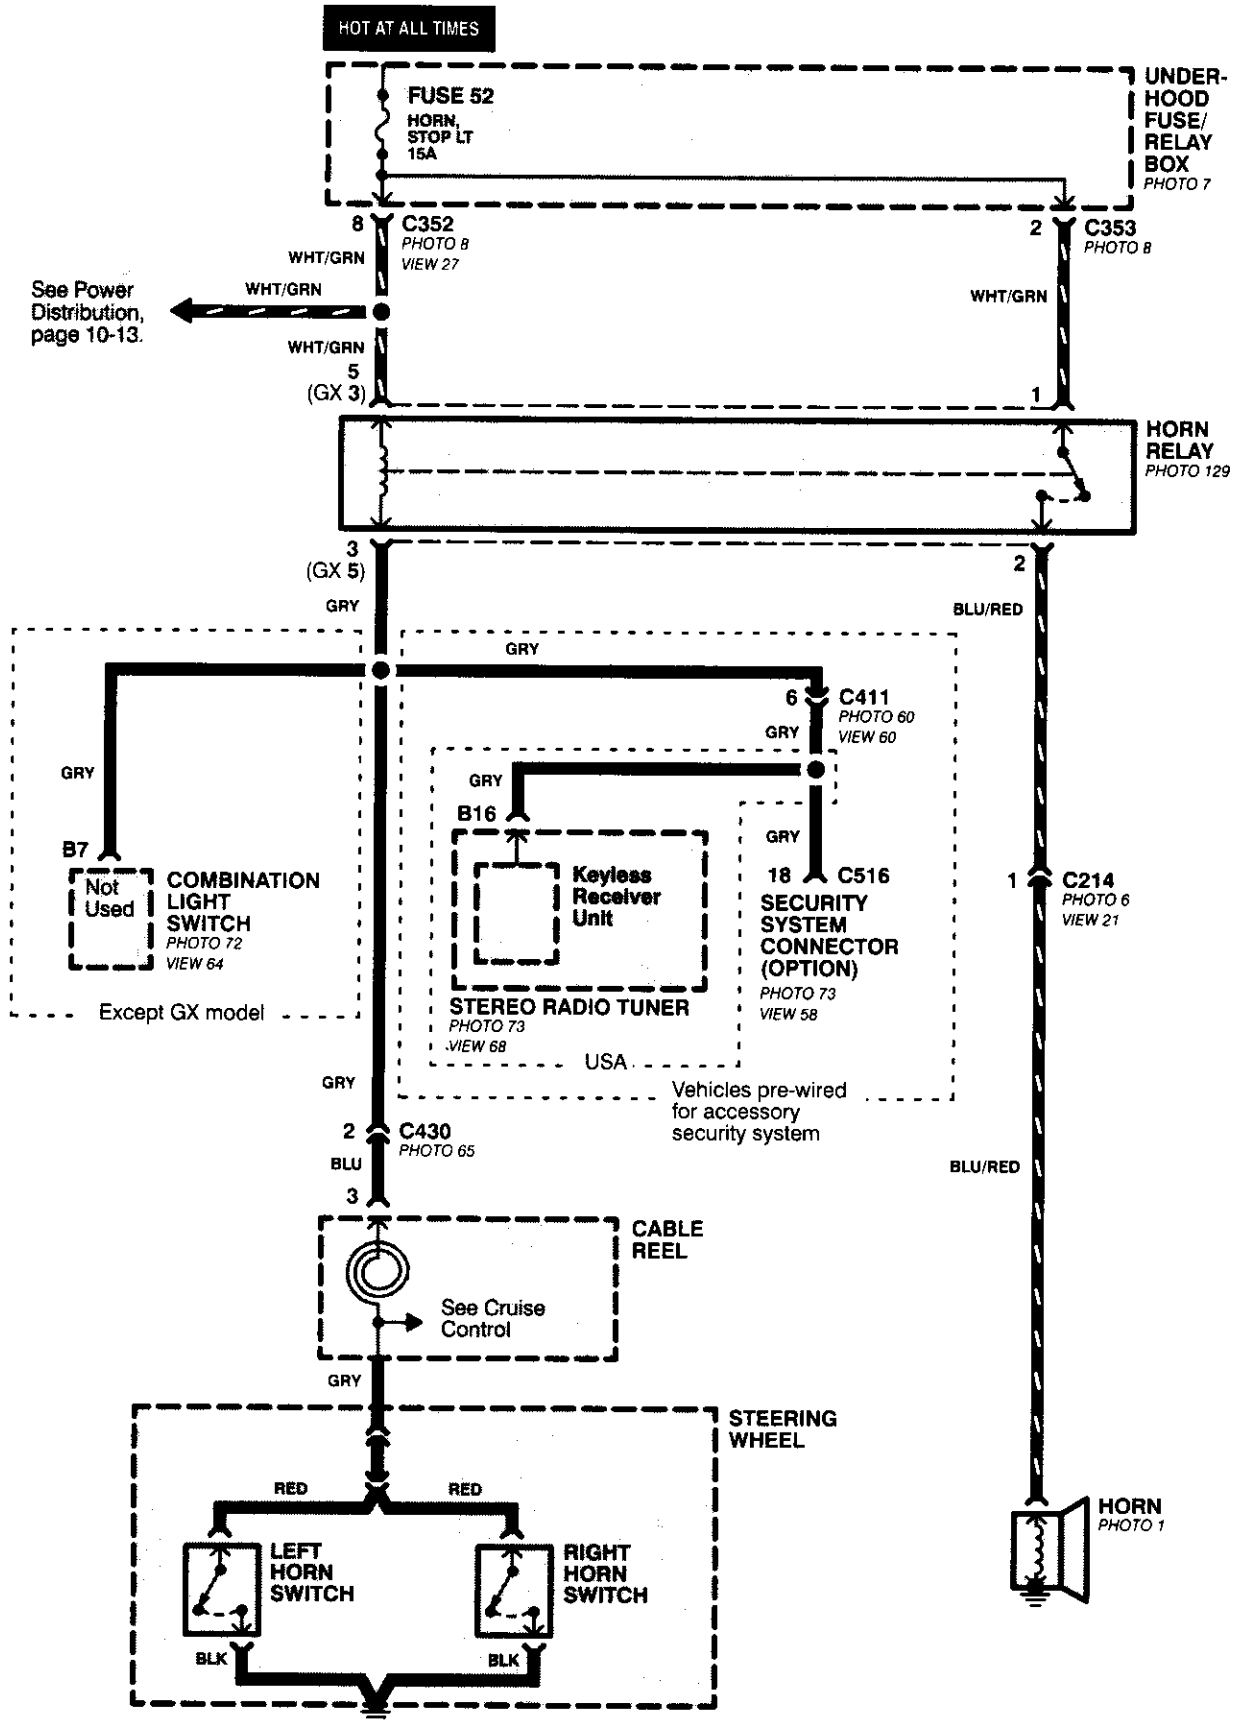 HOT AT ALL TIMES
FUSE 52
HORN,
STOP LT
15A
UNDER-
HOOD
FUSE/
RELAY
BOX
PHOTO 7
8
C352
PHOTO 8
VIEW 27
WHT/GRN
2
C353
PHOTO 8
See Power
Distribution,
page 10-13.
WHT/GRN
WHT/GRN
WHT/GRN
5
(GX 3)
1
HORN
RELAY
PHOTO 129
3
(GX 5)
2
GRY
BLU/RED
GRY
6
C411
PHOTO 60
VIEW 60
GRY
GRY
GRY
B16
GRY
B7
Not
Used
COMBINATION
LIGHT
SWITCH
PHOTO 72
VIEW 64
Except GX model
Keyless
Receiver
Unit
STEREO RADIO TUNER
PHOTO 73
VIEW 68
USA
18
C516
SECURITY
SYSTEM
CONNECTOR
(OPTION)
PHOTO 73
VIEW 58
1
C214
PHOTO 6
VIEW 21
Vehicles pre-wired
for accessory
security system
GRY
2
C430
PHOTO 65
BLU
3
BLU/RED
CABLE
REEL
See Cruise
Control
GRY
STEERING
WHEEL
RED
RED
LEFT
HORN
SWITCH
RIGHT
HORN
SWITCH
HORN
PHOTO 1
BLK
BLK